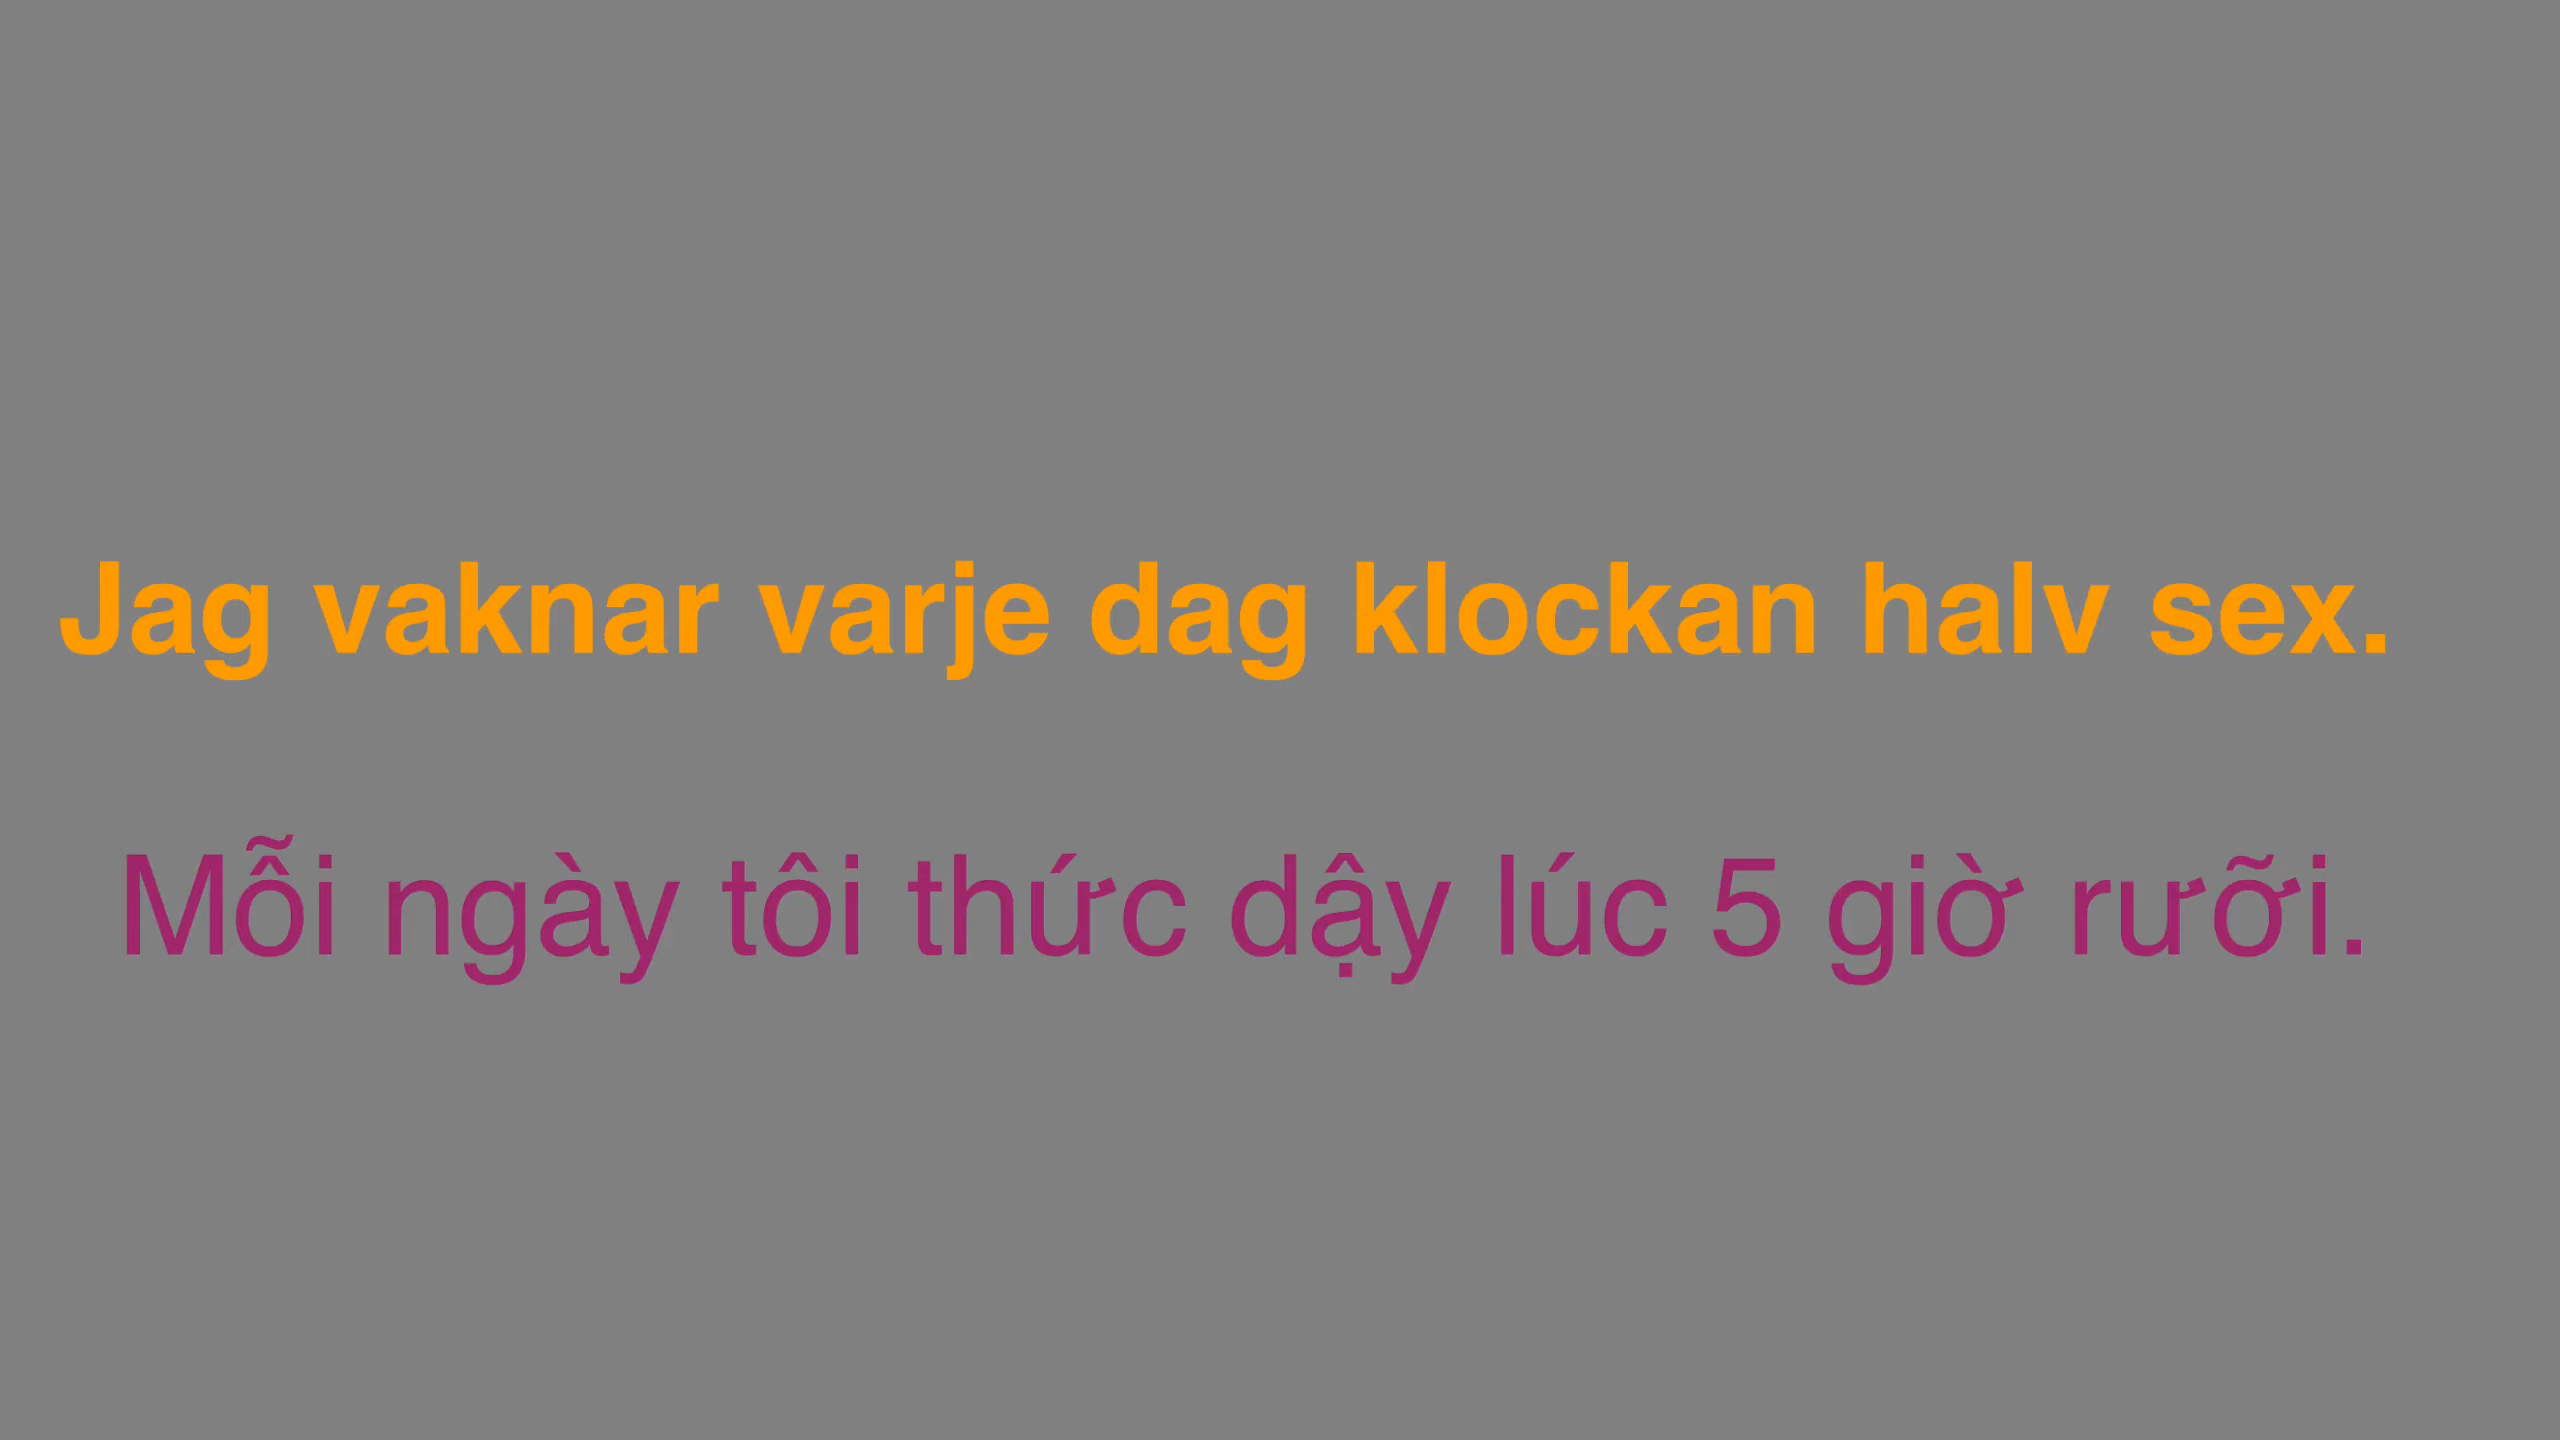 Jag vaknar varje dag klockan halv sex.
Mỗi ngày tôi thức dậy lúc 5 giờ rưỡi.